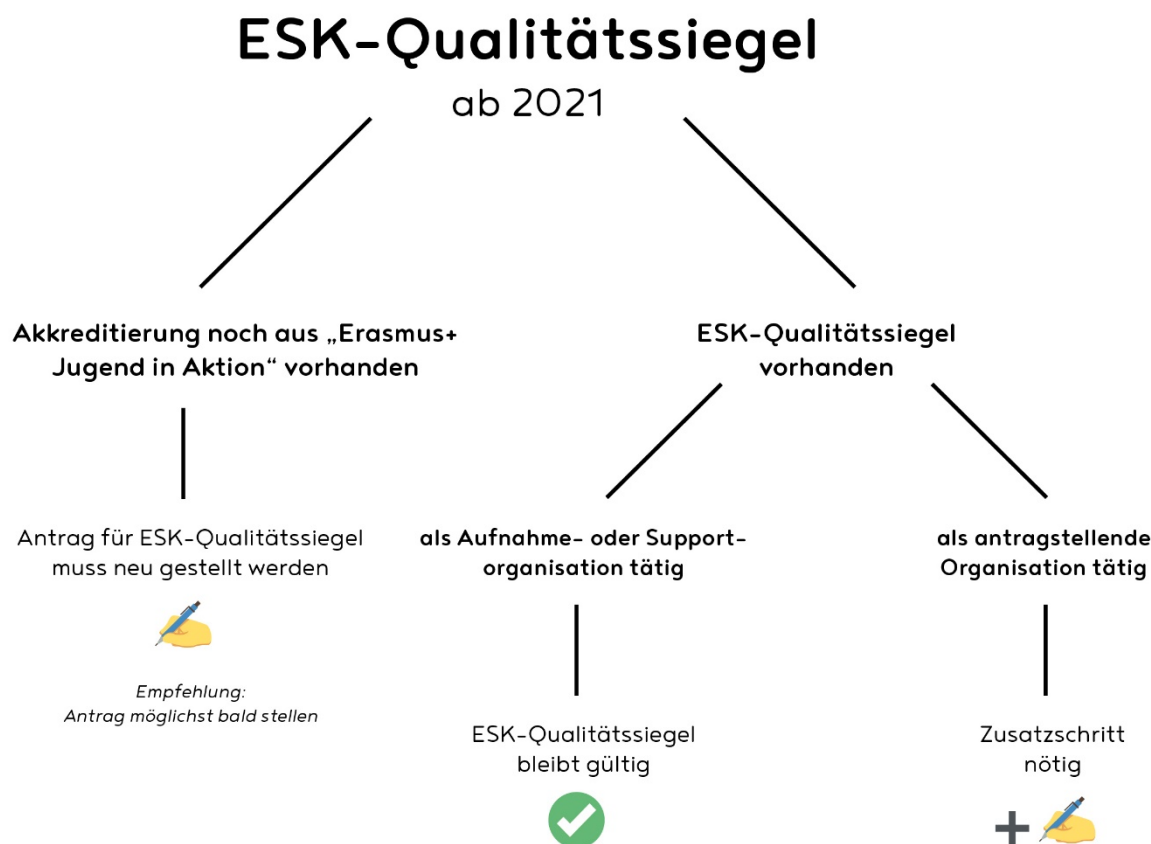 ESK-Qualitätssiegel
ab 2021
Akkreditierung noch aus „Erasmus+
Jugend in Aktion“ vorhanden
Antrag für ESK-Qualitätssiegel
muss neu gestellt werden
Empfehlung:
Antrag möglichst bald stellen
ESK-Qualitätssiegel
vorhanden
als Aufnahme- oder Support-
organisation tätig
ESK-Qualitätssiegel
bleibt gültig
als antragstellende
Organisation tätig
Zusatzschritt
nötig